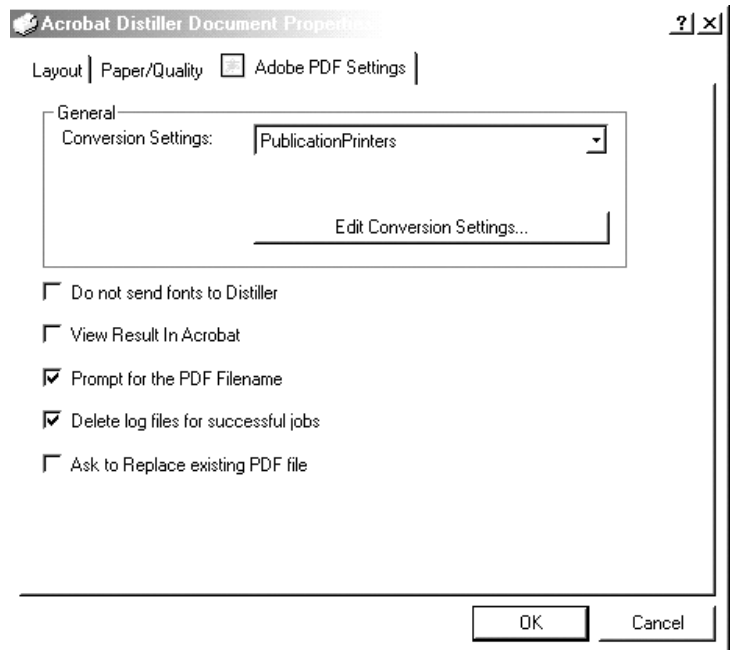 Acrobat Distiller Document Properties
Layout Paper/Quality Adobe PDF Settings
General
Conversion Settings: PublicationPrinters
Edit Conversion Settings...
Do not send fonts to Distiller
View Result In Acrobat
Prompt for the PDF Filename
Delete log files for successful jobs
Ask to Replace existing PDF file
OK Cancel